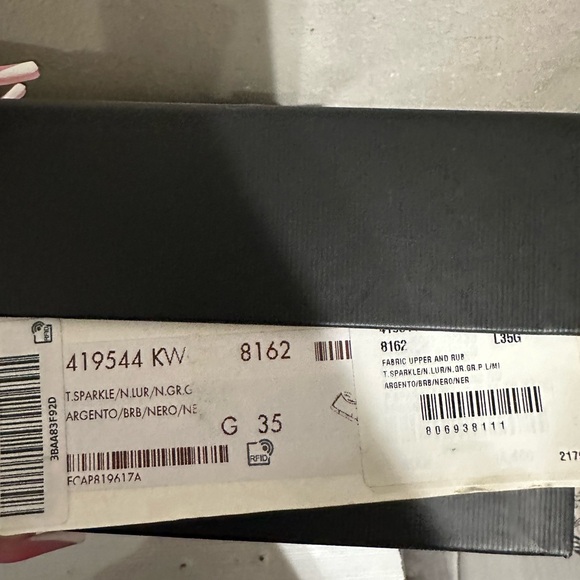 3BAA83F92D
419544 KW 8162
T.SPARKLE/N.LUR/N.GR.G
ARGENTO/BRB/NERO/NE
G 35
RFID
FCAP819617A
L35G
8162
FABRIC UPPER AND RUB
T.SPARKLE/N.LUR/N.GR.GR.P L/MI
ARGENTO/BRB/NERO/NER
806938111